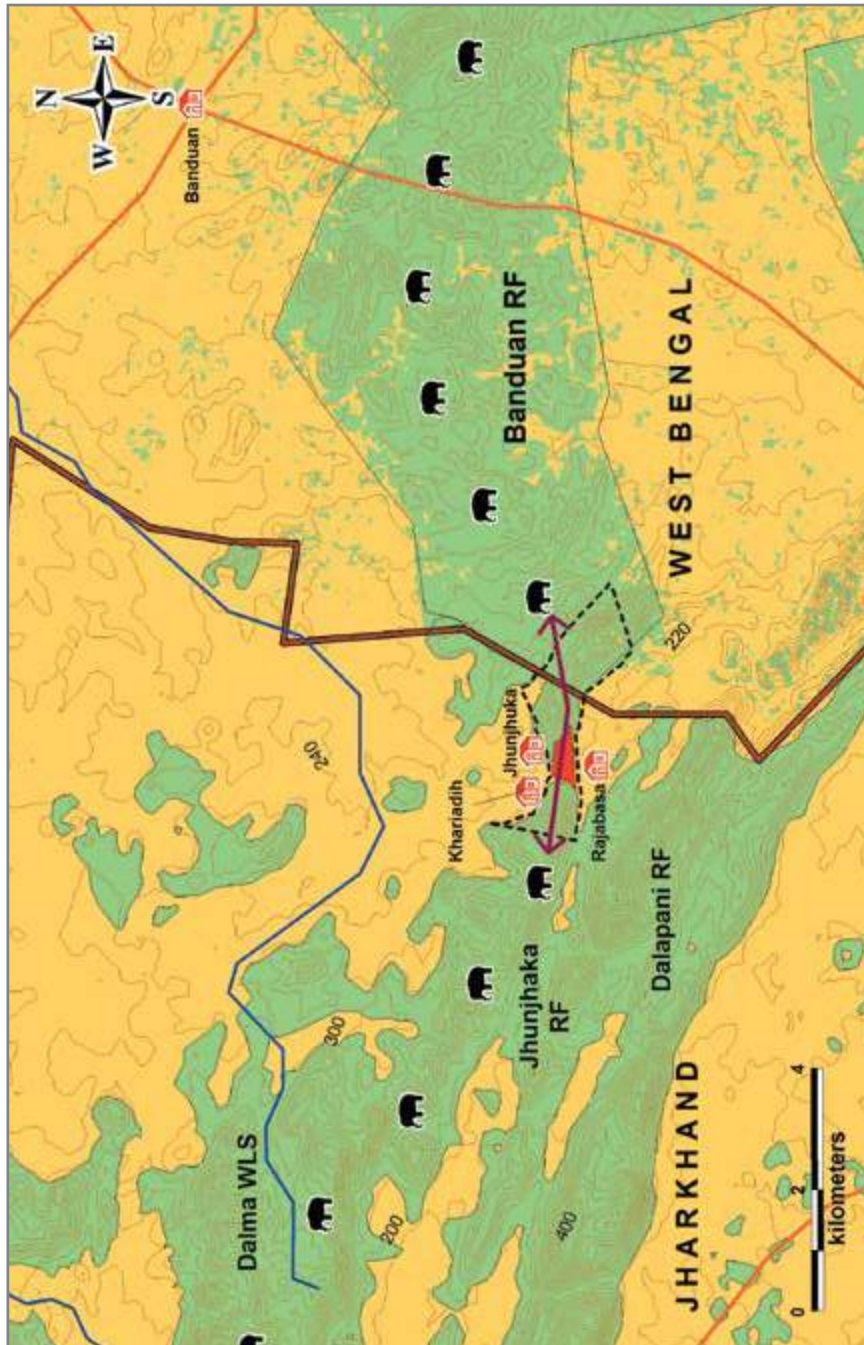 N
E
W
S
Banduan
Banduan RF
WEST BENGAL
220
240
Khariadih
Jhunjhuka
Rajabasa
Dalma WLS
300
200
400
Jhunjhaka
RF
Dalapani RF
JHARKHAND
0
2
4
kilometers